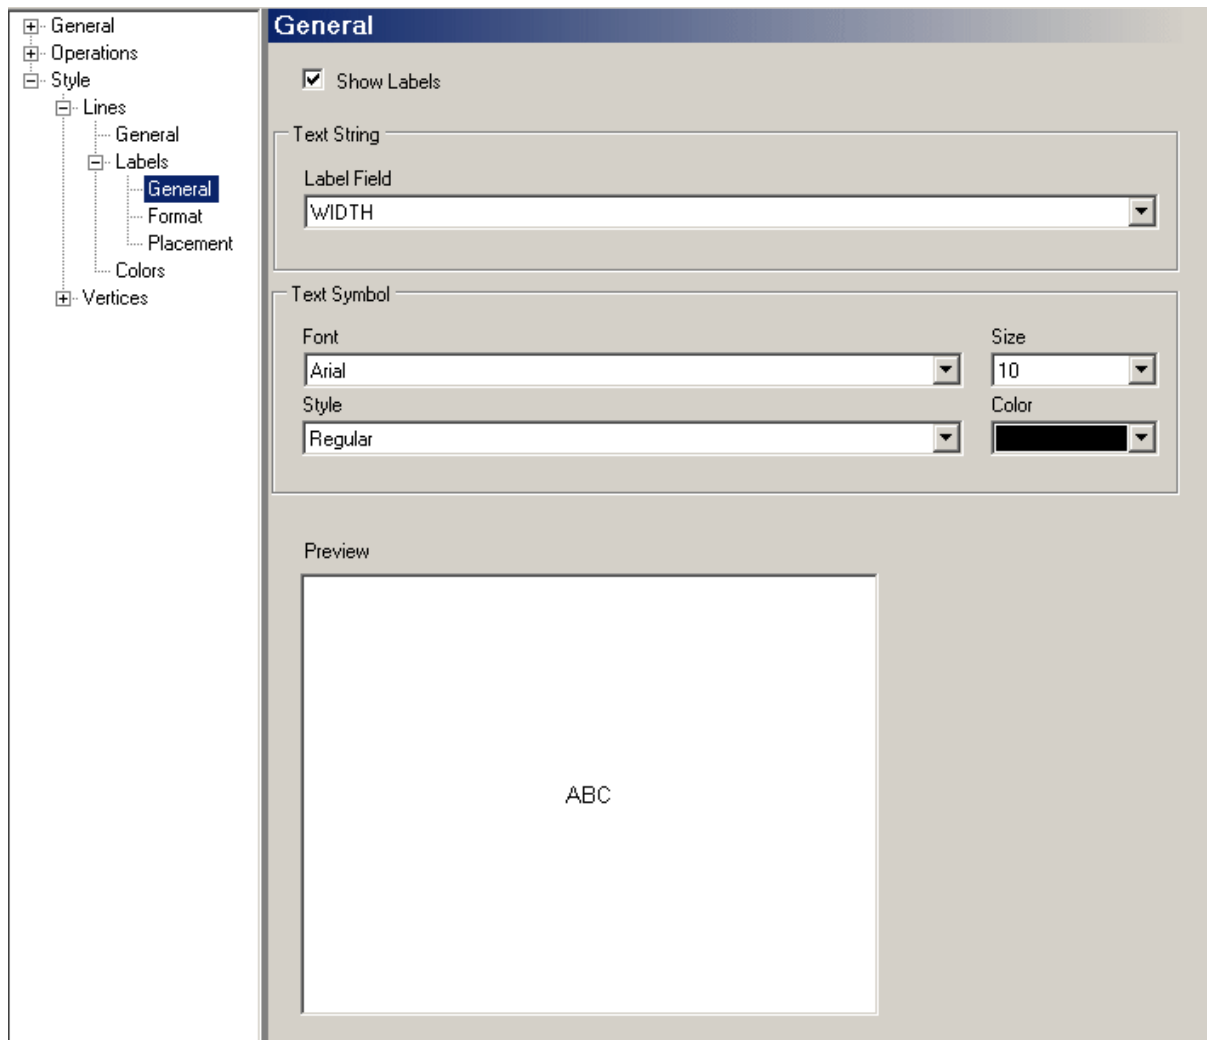 General
Operations
Style
Lines
General
Labels
General
Format
Placement
Colors
Vertices
General
Show Labels
Text String
Label Field
WIDTH
Text Symbol
Font Size
Arial 10
Style Color
Regular
Preview
ABC